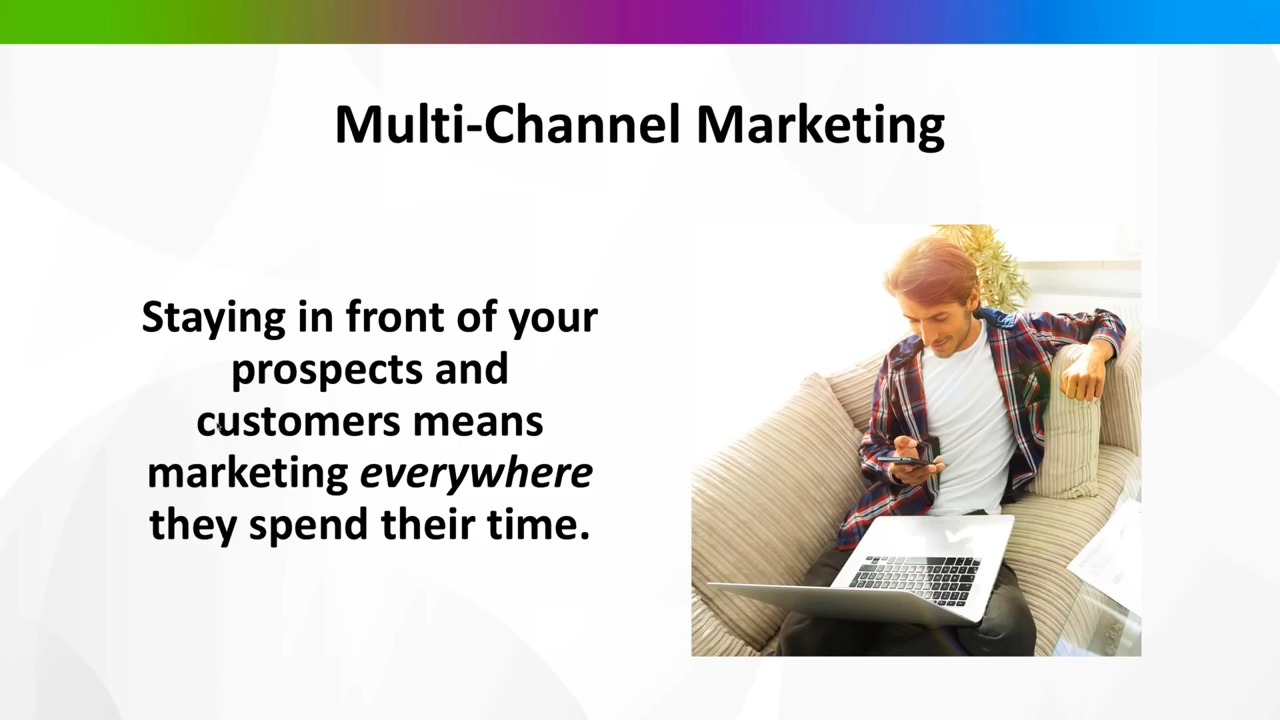 Multi-Channel Marketing
Staying in front of your
prospects and
customers means
marketing everywhere
they spend their time.